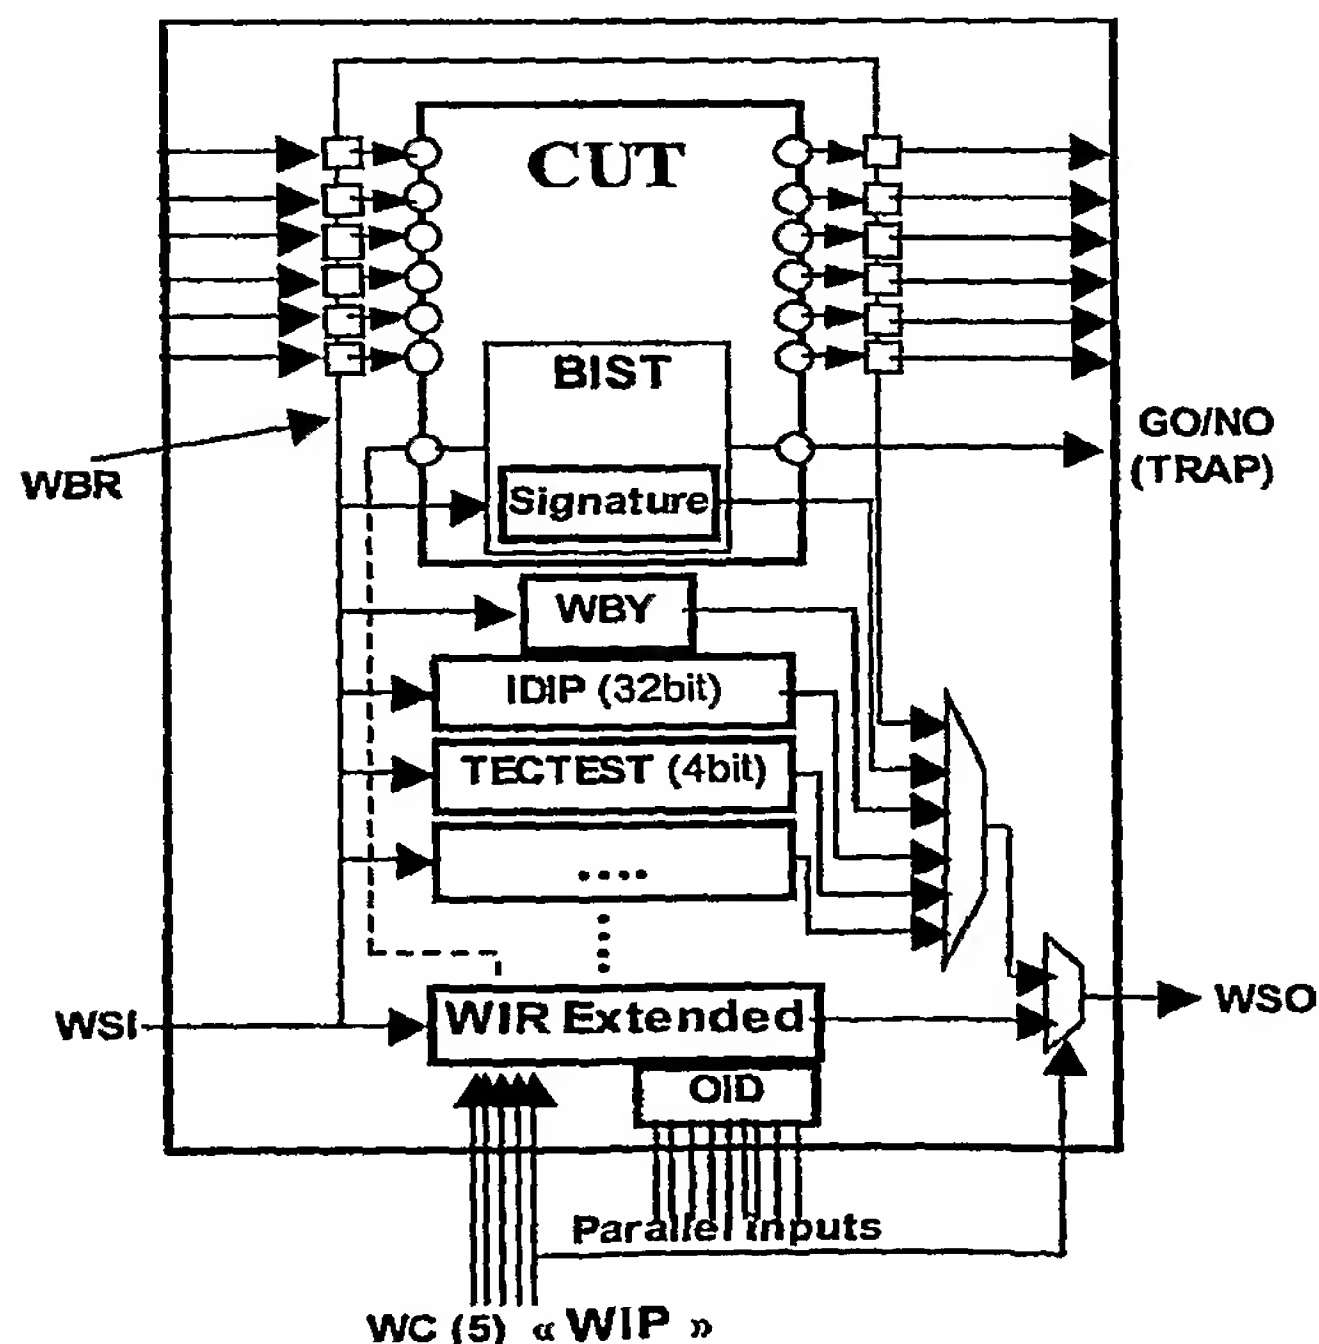 CUT
BIST
GO/NO
(TRAP)
WBR
Signature
WBY
IDIP (32bit)
TECTEST (4bit)
....
WSI
WIR Extended
WSO
OID
Parallel inputs
WC (5) « WIP »